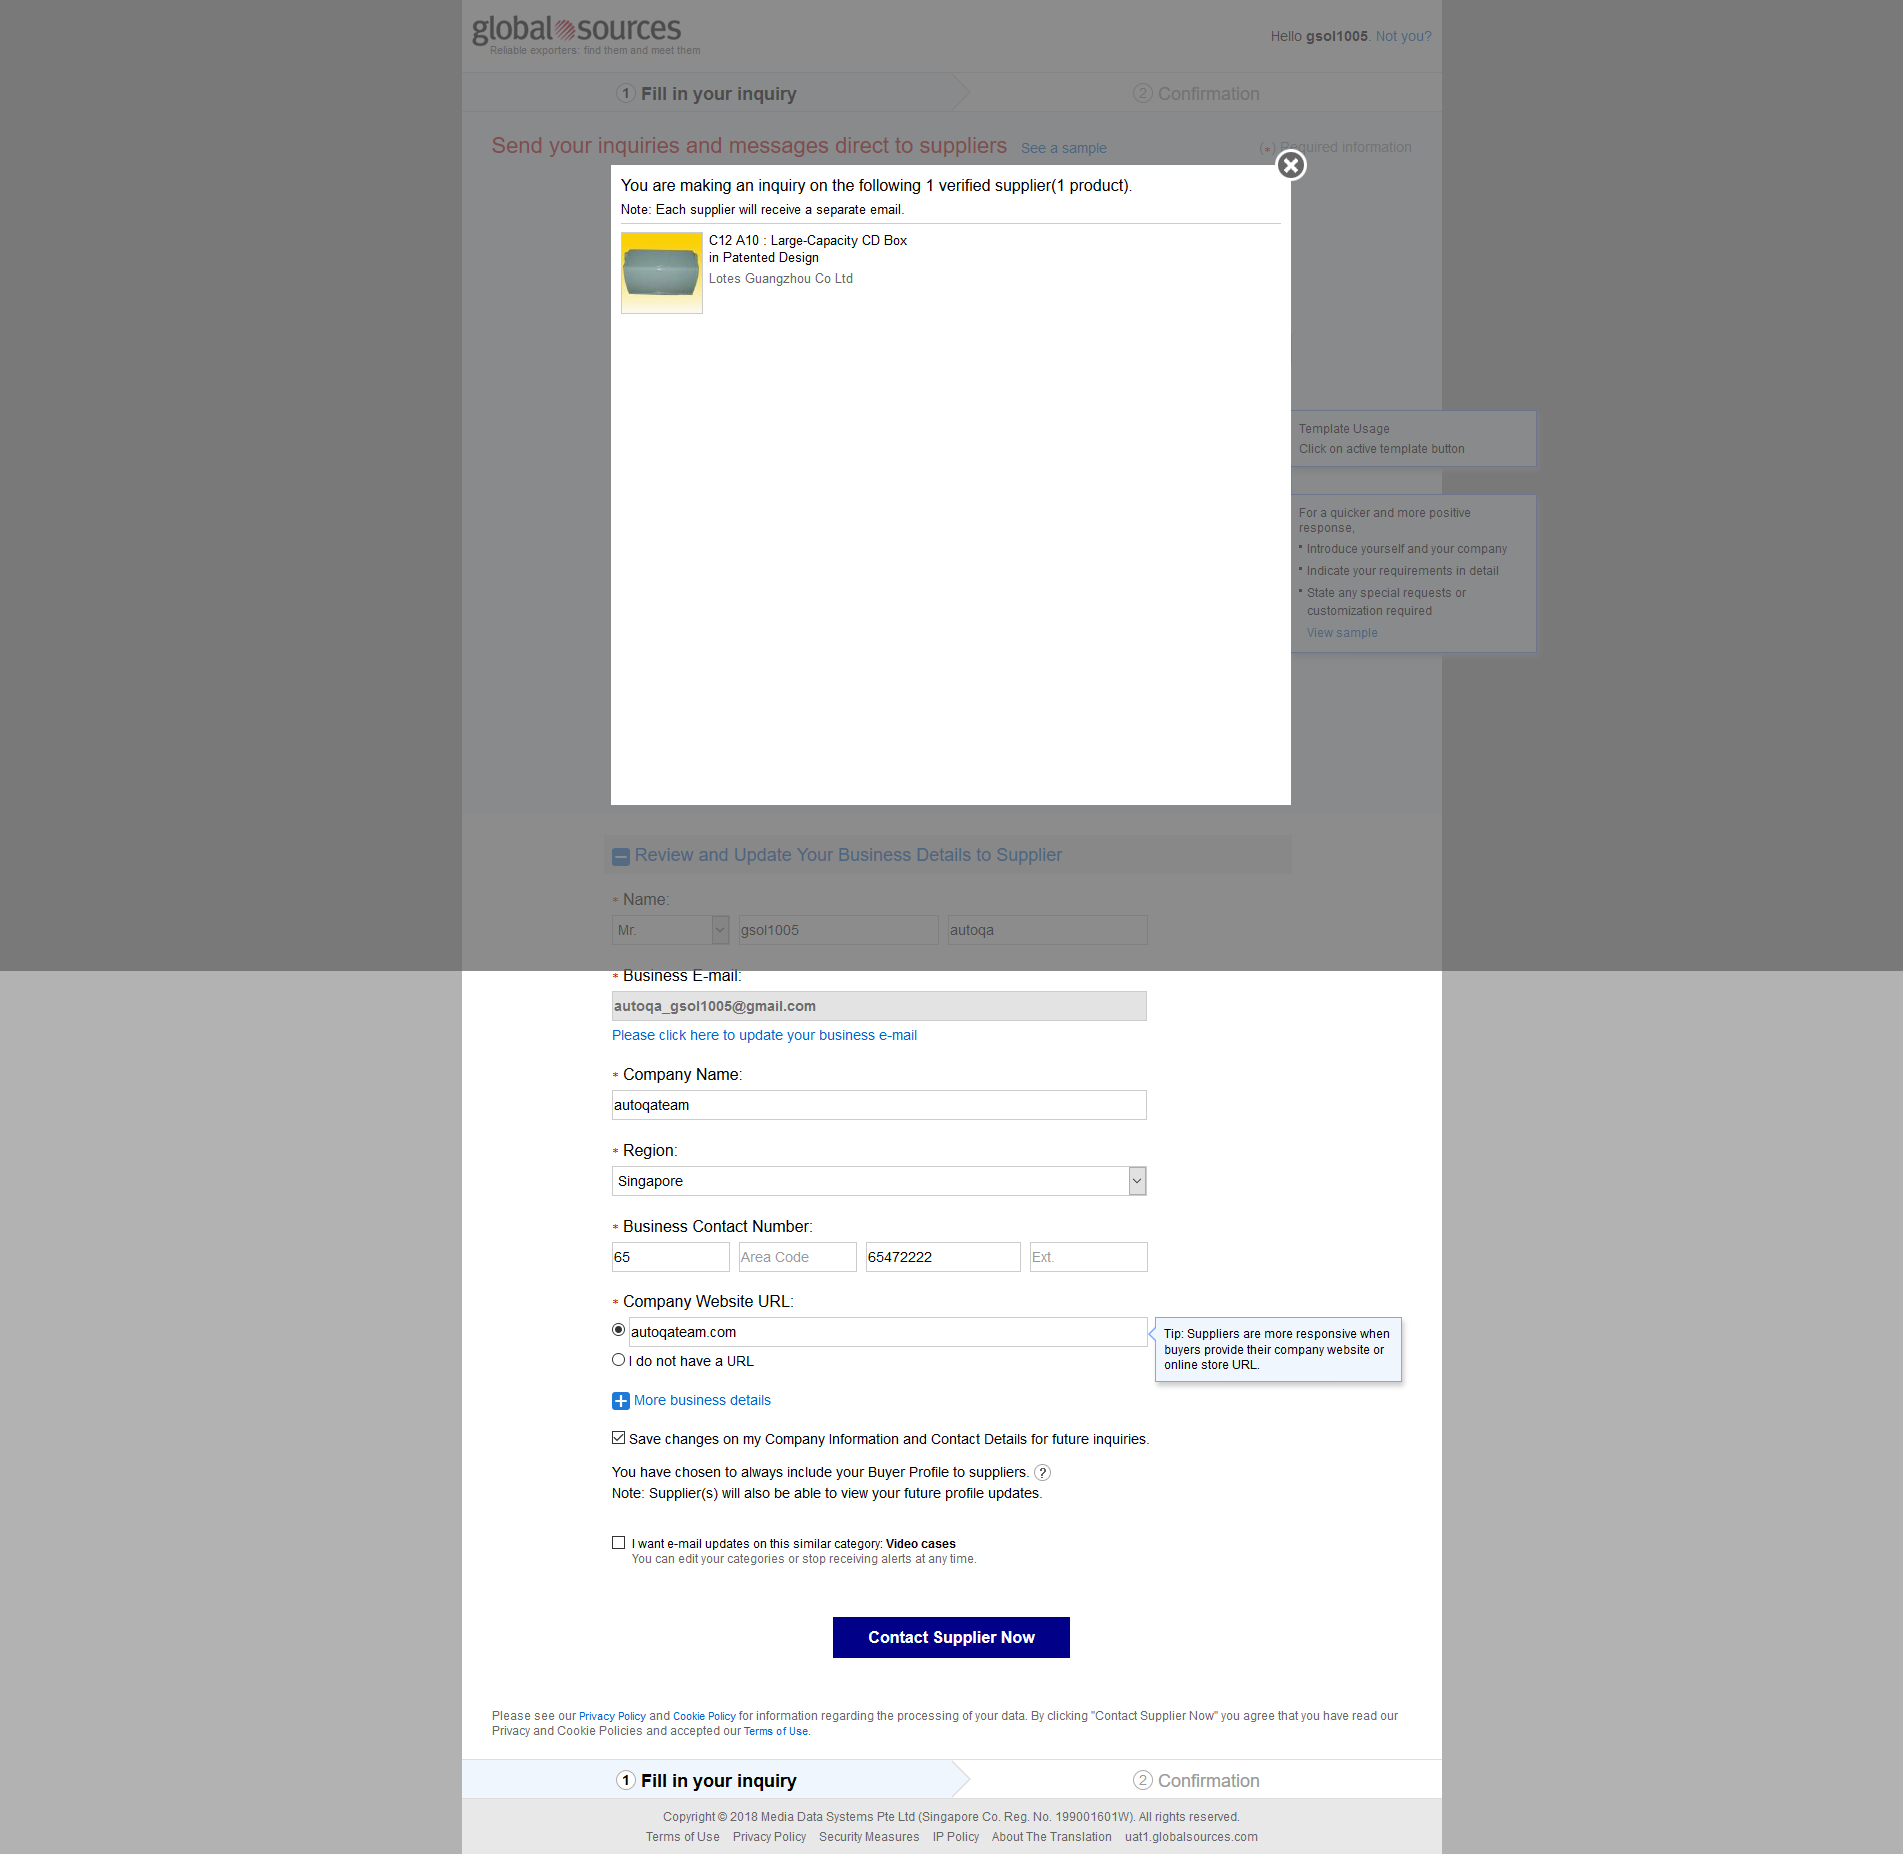 global sources
Reliable exporters: find them and meet them
Hello gsol1005. Not you?
1 Fill in your inquiry
2 Confirmation
Send your inquiries and messages direct to suppliers See a sample
(*) Required information
You are making an inquiry on the following 1 verified supplier(1 product).
Note: Each supplier will receive a separate email.
C12 A10 : Large-Capacity CD Box
in Patented Design
Lotes Guangzhou Co Ltd
Template Usage
Click on active template button
For a quicker and more positive
response,
Introduce yourself and your company
Indicate your requirements in detail
State any special requests or
customization required
View sample
Review and Update Your Business Details to Supplier
* Name:
Mr. gsol1005 autoqa
* Business E-mail:
autoqa_gsol1005@gmail.com
Please click here to update your business e-mail
* Company Name:
autoqateam
* Region:
Singapore
* Business Contact Number:
65 Area Code 65472222 Ext.
* Company Website URL:
autoqateam.com
I do not have a URL
Tip: Suppliers are more responsive when
buyers provide their company website or
online store URL.
More business details
Save changes on my Company Information and Contact Details for future inquiries.
You have chosen to always include your Buyer Profile to suppliers. ?
Note: Supplier(s) will also be able to view your future profile updates.
I want e-mail updates on this similar category: Video cases
You can edit your categories or stop receiving alerts at any time.
Contact Supplier Now
Please see our Privacy Policy and Cookie Policy for information regarding the processing of your data. By clicking "Contact Supplier Now" you agree that you have read our
Privacy and Cookie Policies and accepted our Terms of Use.
1 Fill in your inquiry
2 Confirmation
Copyright © 2018 Media Data Systems Pte Ltd (Singapore Co. Reg. No. 199001601W). All rights reserved.
Terms of Use Privacy Policy Security Measures IP Policy About The Translation uat1.globalsources.com